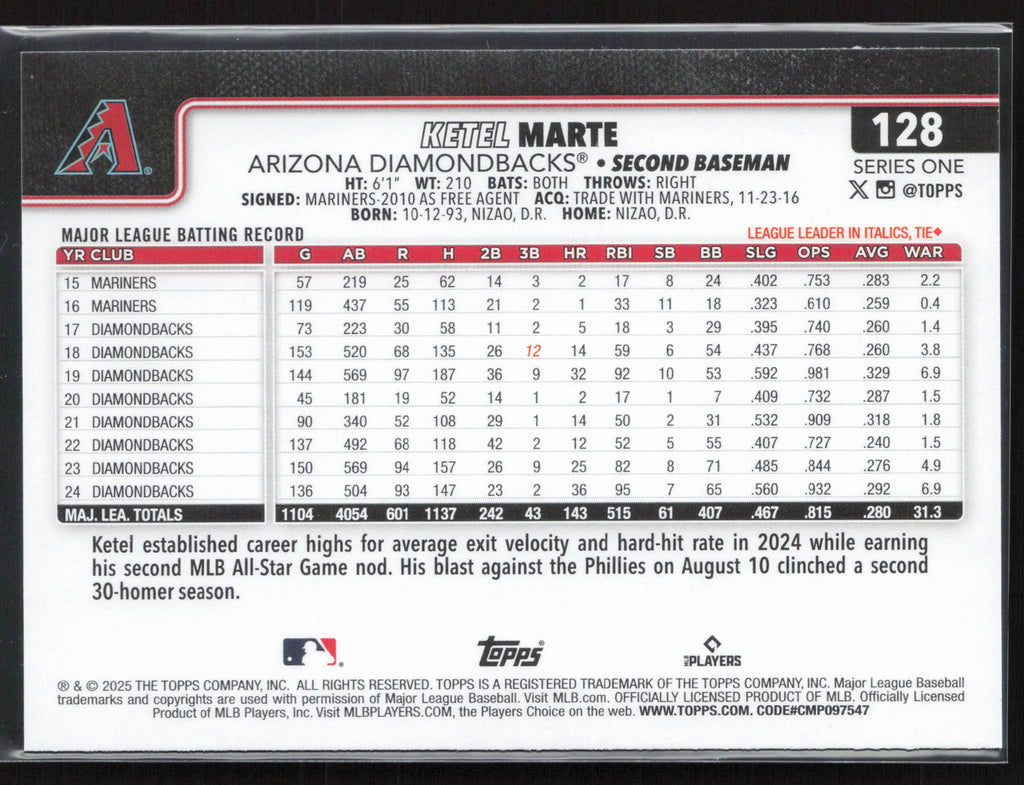 128
KETEL MARTE
ARIZONA DIAMONDBACKS® • SECOND BASEMAN
SERIES ONE
HT: 6'1" WT: 210 BATS: BOTH THROWS: RIGHT
@TOPPS
SIGNED: MARINERS-2010 AS FREE AGENT ACQ: TRADE WITH MARINERS, 11-23-16
BORN: 10-12-93, NIZAO, D.R. HOME: NIZAO, D.R.
MAJOR LEAGUE BATTING RECORD LEAGUE LEADER IN ITALICS, TIE◆
YR CLUB G AB R H 2B 3B HR RBI SB BB SLG OPS AVG WAR
15 MARINERS 57 219 25 62 14 3 2 17 8 24 .402 .753 .283 2.2
16 MARINERS 119 437 55 113 21 2 1 33 11 18 .323 .610 .259 0.4
17 DIAMONDBACKS 73 223 30 58 11 2 5 18 3 29 .395 .740 .260 1.4
18 DIAMONDBACKS 153 520 68 135 26 12 14 59 6 54 .437 .768 .260 3.8
19 DIAMONDBACKS 144 569 97 187 36 9 32 92 10 53 .592 .981 .329 6.9
20 DIAMONDBACKS 45 181 19 52 14 1 2 17 1 7 .409 .732 .287 1.5
21 DIAMONDBACKS 90 340 52 108 29 1 14 50 2 31 .532 .909 .318 1.8
22 DIAMONDBACKS 137 492 68 118 42 2 12 52 5 55 .407 .727 .240 1.5
23 DIAMONDBACKS 150 569 94 157 26 9 25 82 8 71 .485 .844 .276 4.9
24 DIAMONDBACKS 136 504 93 147 23 2 36 95 7 65 .560 .932 .292 6.9
MAJ. LEA. TOTALS 1104 4054 601 1137 242 43 143 515 61 407 .467 .815 .280 31.3
Ketel established career highs for average exit velocity and hard-hit rate in 2024 while earning
his second MLB All-Star Game nod. His blast against the Phillies on August 10 clinched a second
30-homer season.
Topps® MLB PLAYERS
® & © 2025 THE TOPPS COMPANY, INC. ALL RIGHTS RESERVED. TOPPS IS A REGISTERED TRADEMARK OF THE TOPPS COMPANY, INC. Major League Baseball
trademarks and copyrights are used with permission of Major League Baseball. Visit MLB.com. OFFICIALLY LICENSED PRODUCT OF MLB. Officially Licensed
Product of MLB Players, Inc. Visit MLBPLAYERS.COM, the Players Choice on the web. WWW.TOPPS.COM. CODE#CMP097547